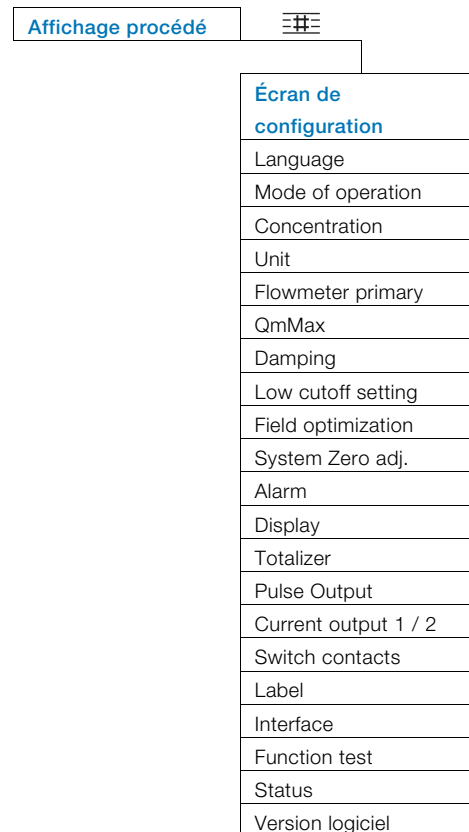 Affichage procédé
Écran de
configuration
Language
Mode of operation
Concentration
Unit
Flowmeter primary
QmMax
Damping
Low cutoff setting
Field optimization
System Zero adj.
Alarm
Display
Totalizer
Pulse Output
Current output 1 / 2
Switch contacts
Label
Interface
Function test
Status
Version logiciel